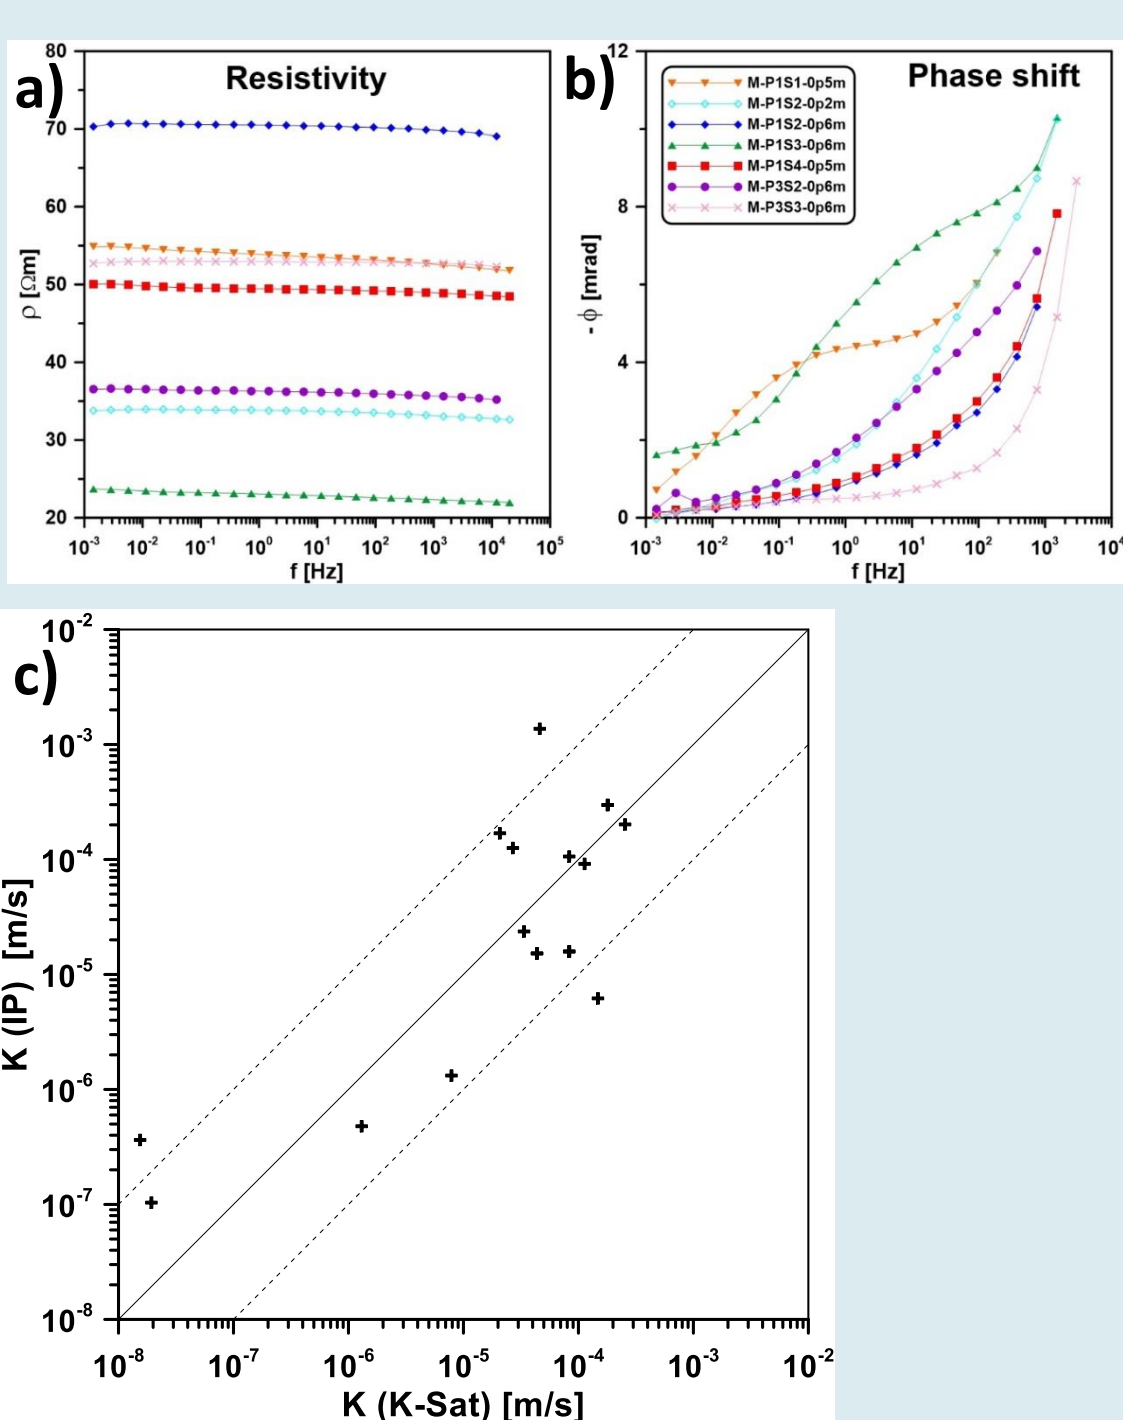 a)
Resistivity
80
70
60
50
40
30
20
ρ [Ωm]
10-3 10-2 10-1 100 101 102 103 104 105
f [Hz]
b)
Phase shift
12
8
4
0
- ϕ [mrad]
M-P1S1-0p5m
M-P1S2-0p2m
M-P1S2-0p6m
M-P1S3-0p6m
M-P1S4-0p5m
M-P3S2-0p6m
M-P3S3-0p6m
10-3 10-2 10-1 100 101 102 103 104
f [Hz]
c)
10-2
10-3
10-4
10-5
10-6
10-7
10-8
K (IP) [m/s]
10-8 10-7 10-6 10-5 10-4 10-3 10-2
K (K-Sat) [m/s]